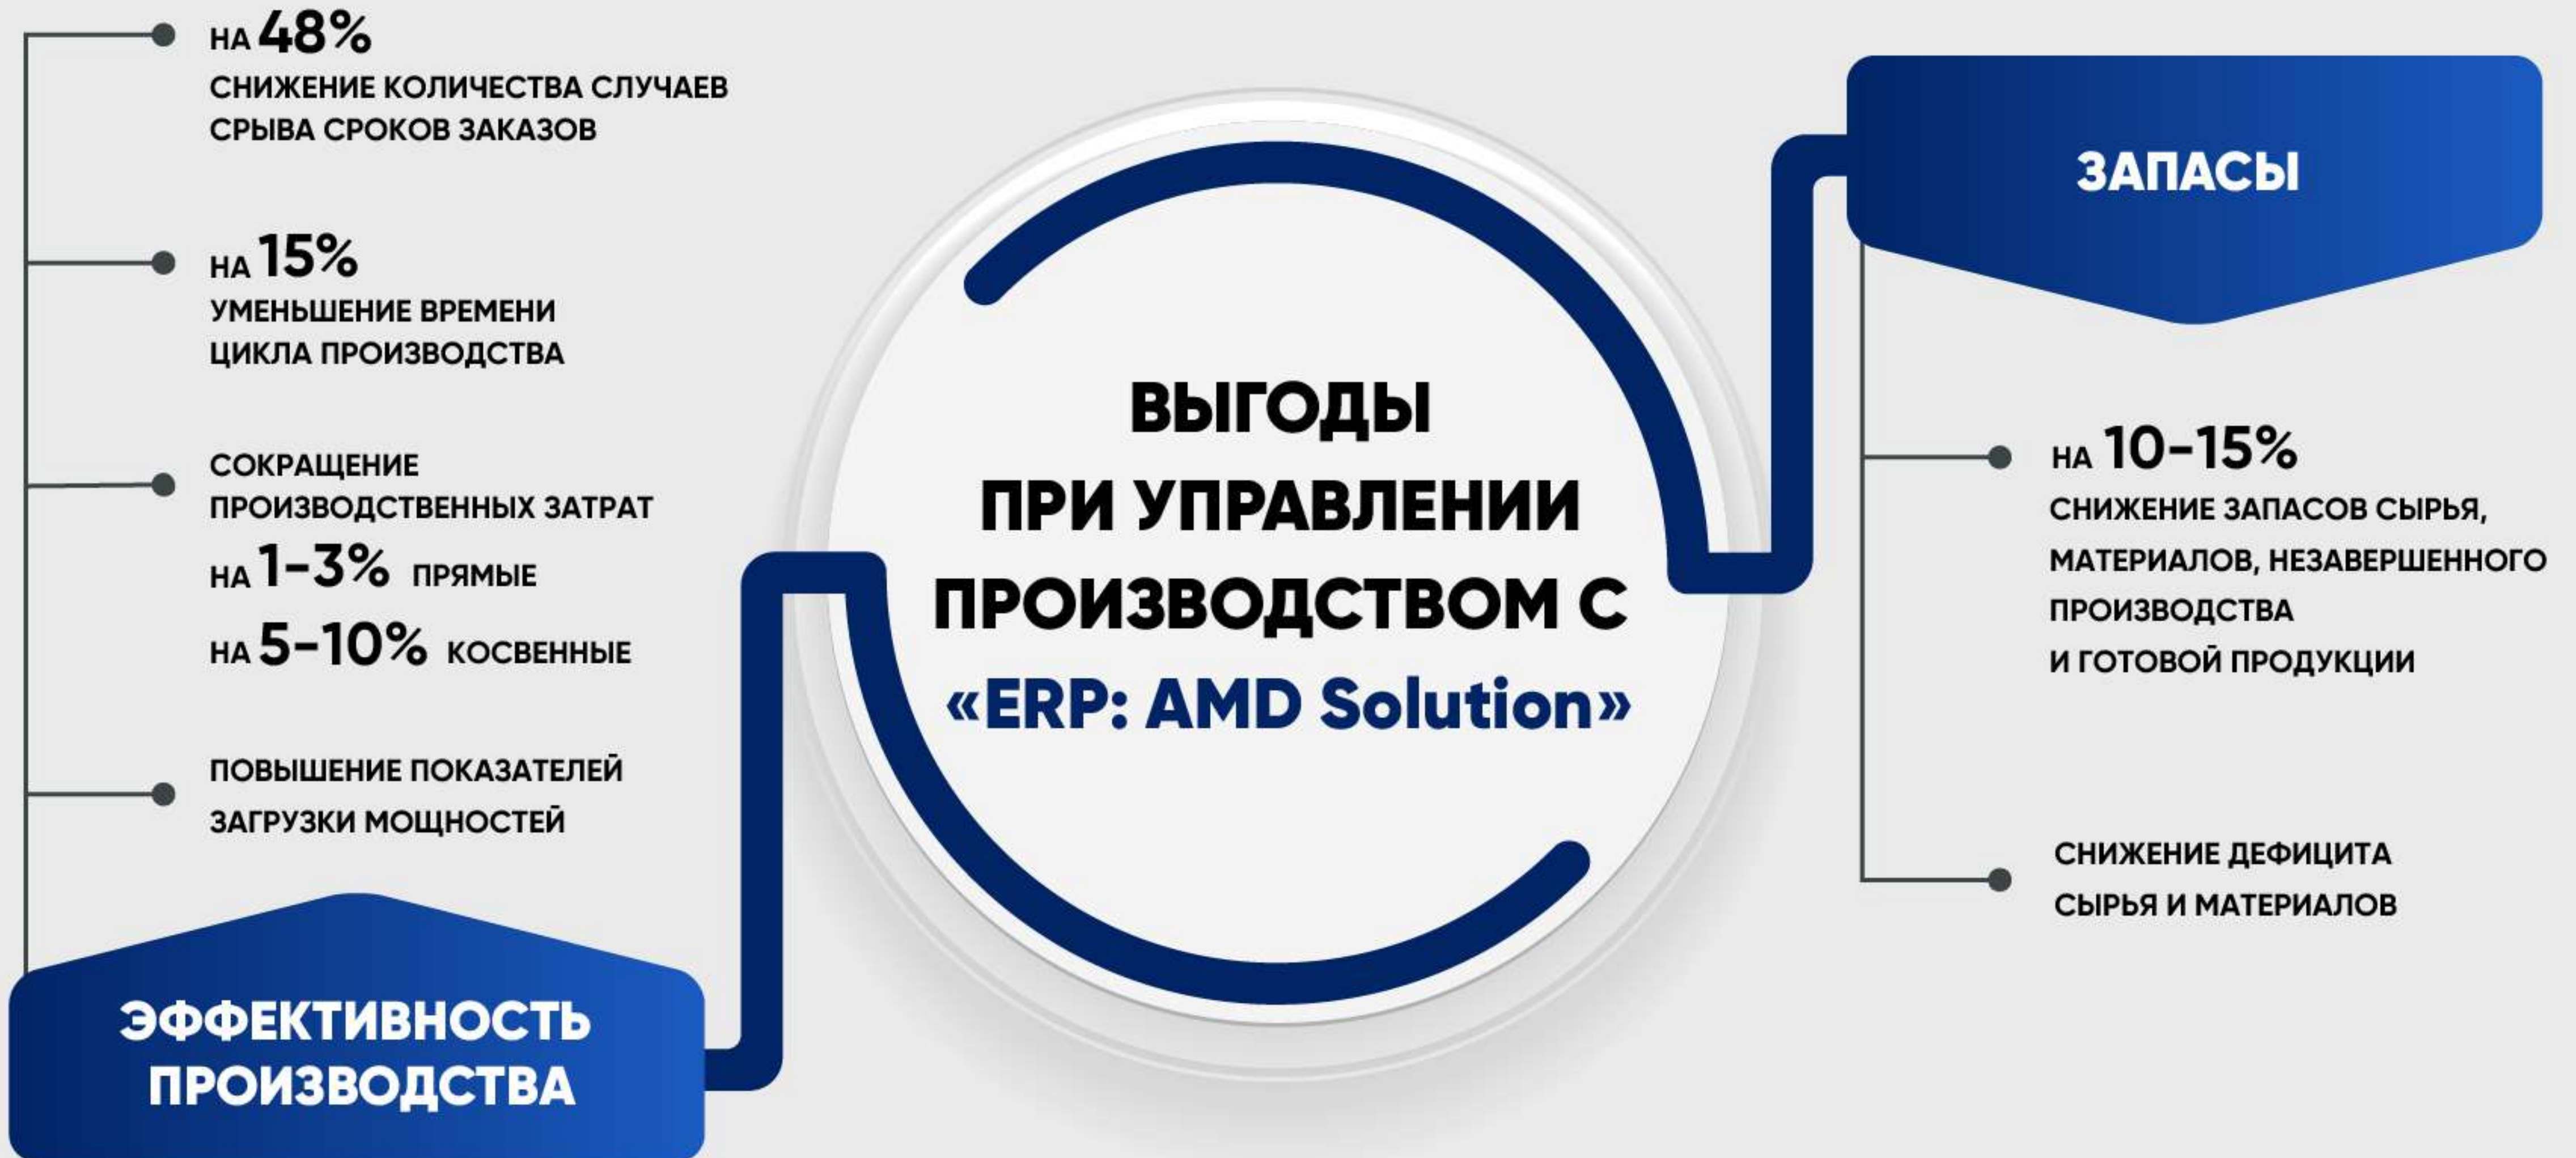 НА 48%
СНИЖЕНИЕ КОЛИЧЕСТВА СЛУЧАЕВ
СРЫВА СРОКОВ ЗАКАЗОВ
НА 15%
УМЕНЬШЕНИЕ ВРЕМЕНИ
ЦИКЛА ПРОИЗВОДСТВА
СОКРАЩЕНИЕ
ПРОИЗВОДСТВЕННЫХ ЗАТРАТ
НА 1-3% ПРЯМЫЕ
НА 5-10% КОСВЕННЫЕ
ПОВЫШЕНИЕ ПОКАЗАТЕЛЕЙ
ЗАГРУЗКИ МОЩНОСТЕЙ
ЭФФЕКТИВНОСТЬ
ПРОИЗВОДСТВА
ВЫГОДЫ
ПРИ УПРАВЛЕНИИ
ПРОИЗВОДСТВОМ С
«ERP: AMD Solution»
ЗАПАСЫ
НА 10-15%
СНИЖЕНИЕ ЗАПАСОВ СЫРЬЯ,
МАТЕРИАЛОВ, НЕЗАВЕРШЕННОГО
ПРОИЗВОДСТВА
И ГОТОВОЙ ПРОДУКЦИИ
СНИЖЕНИЕ ДЕФИЦИТА
СЫРЬЯ И МАТЕРИАЛОВ